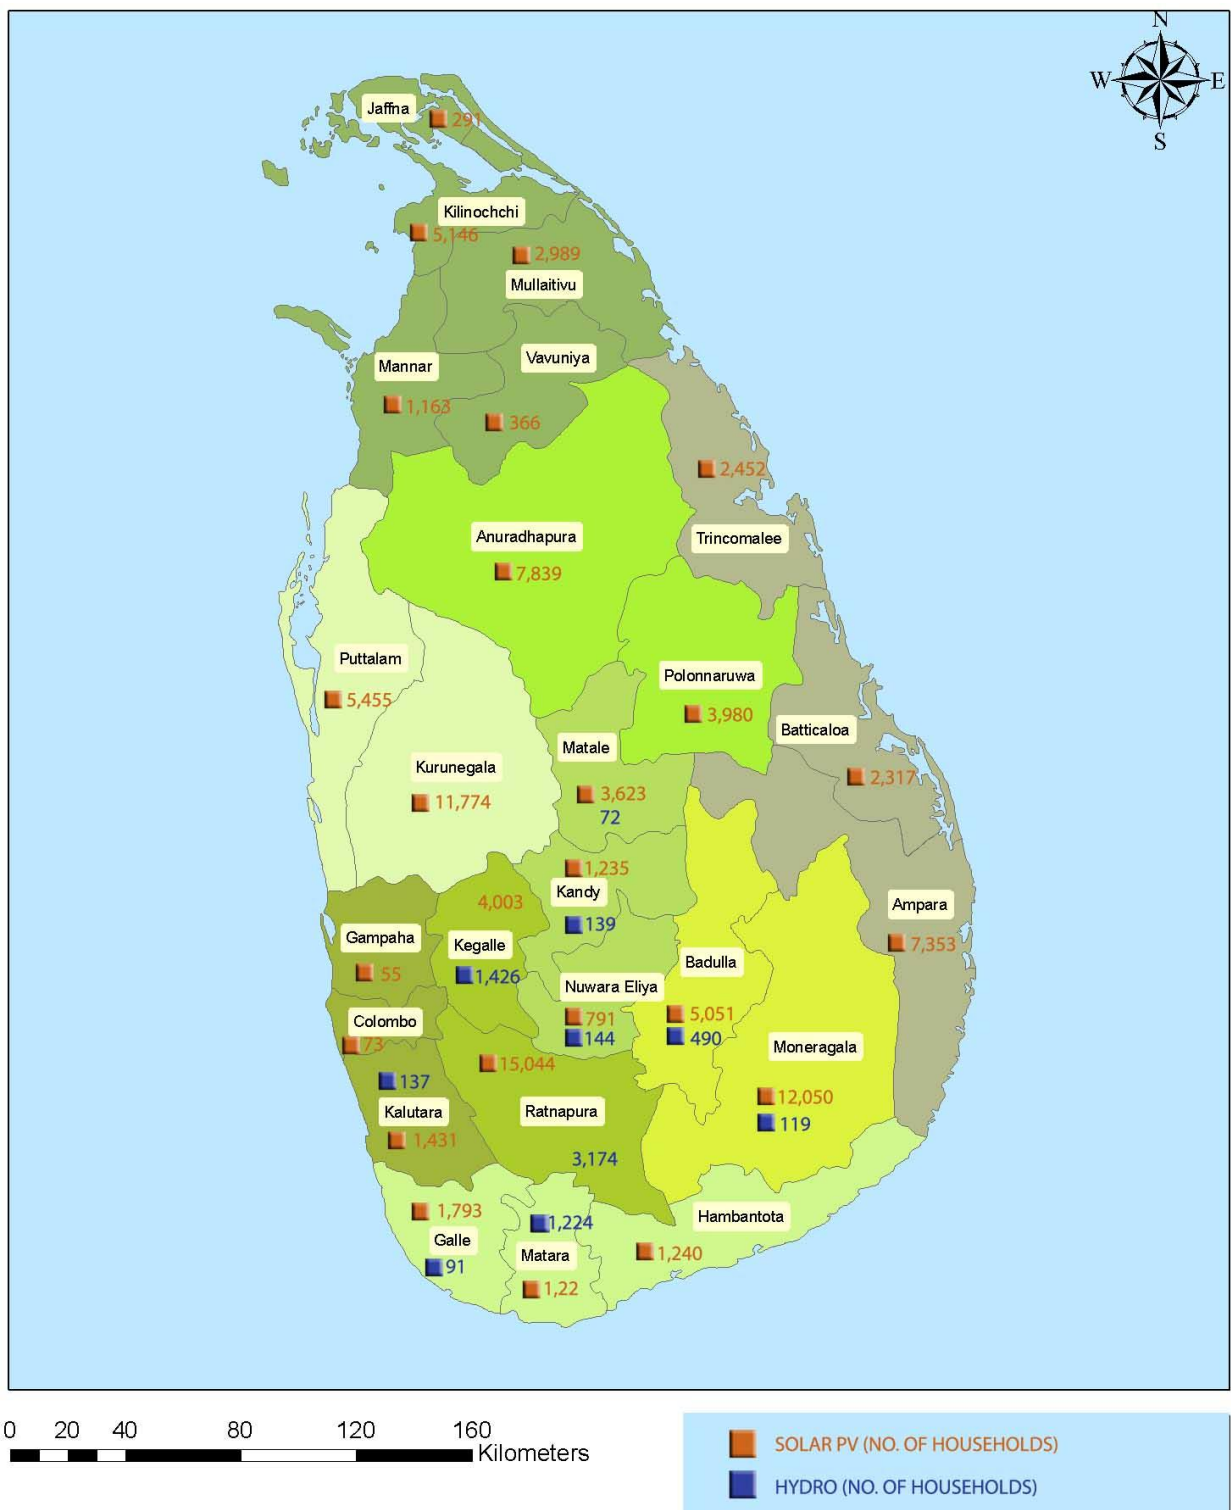 N
W E
S
Jaffna
291
Kilinochchi
5,146
2,989
Mullaitivu
Vavuniya
Mannar
1,163
366
2,452
Anuradhapura
Trincomalee
7,839
Puttalam
Polonnaruwa
5,455
3,980
Batticaloa
Matale
Kurunegala
2,317
11,774
3,623
72
1,235
Kandy
4,003
Ampara
139
Gampaha
Kegalle
7,353
Badulla
55
1,426
Nuwara Eliya
Colombo
791
5,051
73
144
490
Moneragala
15,044
137
12,050
Kalutara
Ratnapura
119
1,431
3,174
1,793
1,224
Hambantota
Galle
Matara
1,240
91
1,22
0 20 40 80 120 160
Kilometers
SOLAR PV (NO. OF HOUSEHOLDS)
HYDRO (NO. OF HOUSEHOLDS)